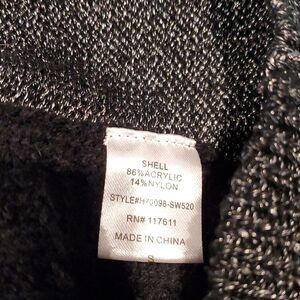 SHELL
86%ACRYLIC
14%NYLON
STYLE#H70098-SW520
RN# 117611
MADE IN CHINA
S